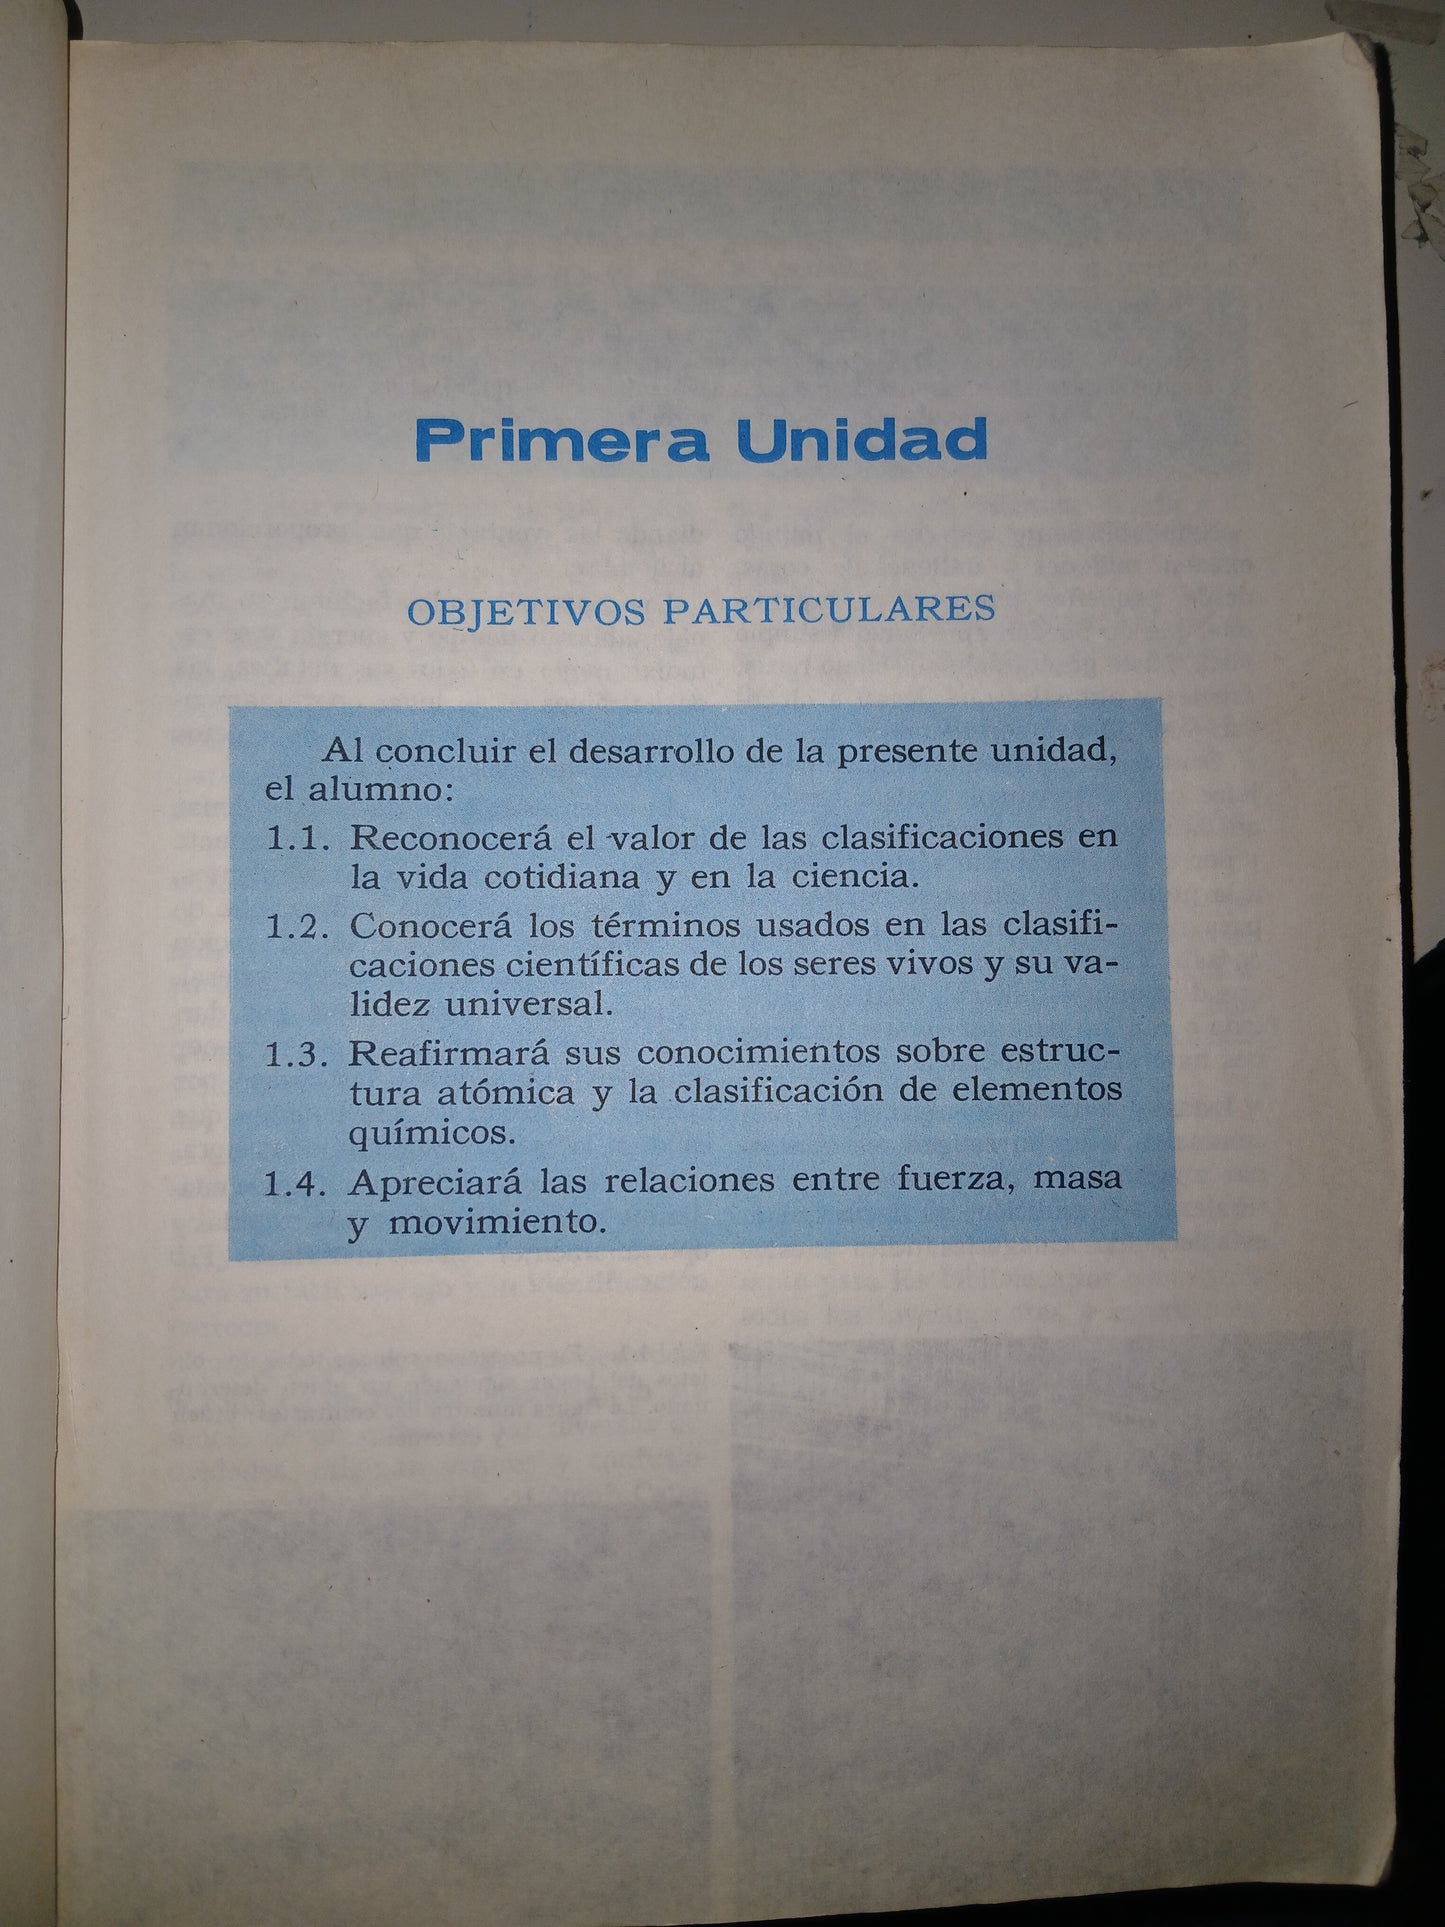 Primera Unidad
OBJETIVOS PARTICULARES
Al concluir el desarrollo de la presente unidad,
el alumno:
1.1. Reconocerá el valor de las clasificaciones en
la vida cotidiana y en la ciencia.
1.2. Conocerá los términos usados en las clasifi-
caciones científicas de los seres vivos y su va-
lidez universal.
1.3. Reafirmará sus conocimientos sobre estruc-
tura atómica y la clasificación de elementos
químicos.
1.4. Apreciará las relaciones entre fuerza, masa
y movimiento.